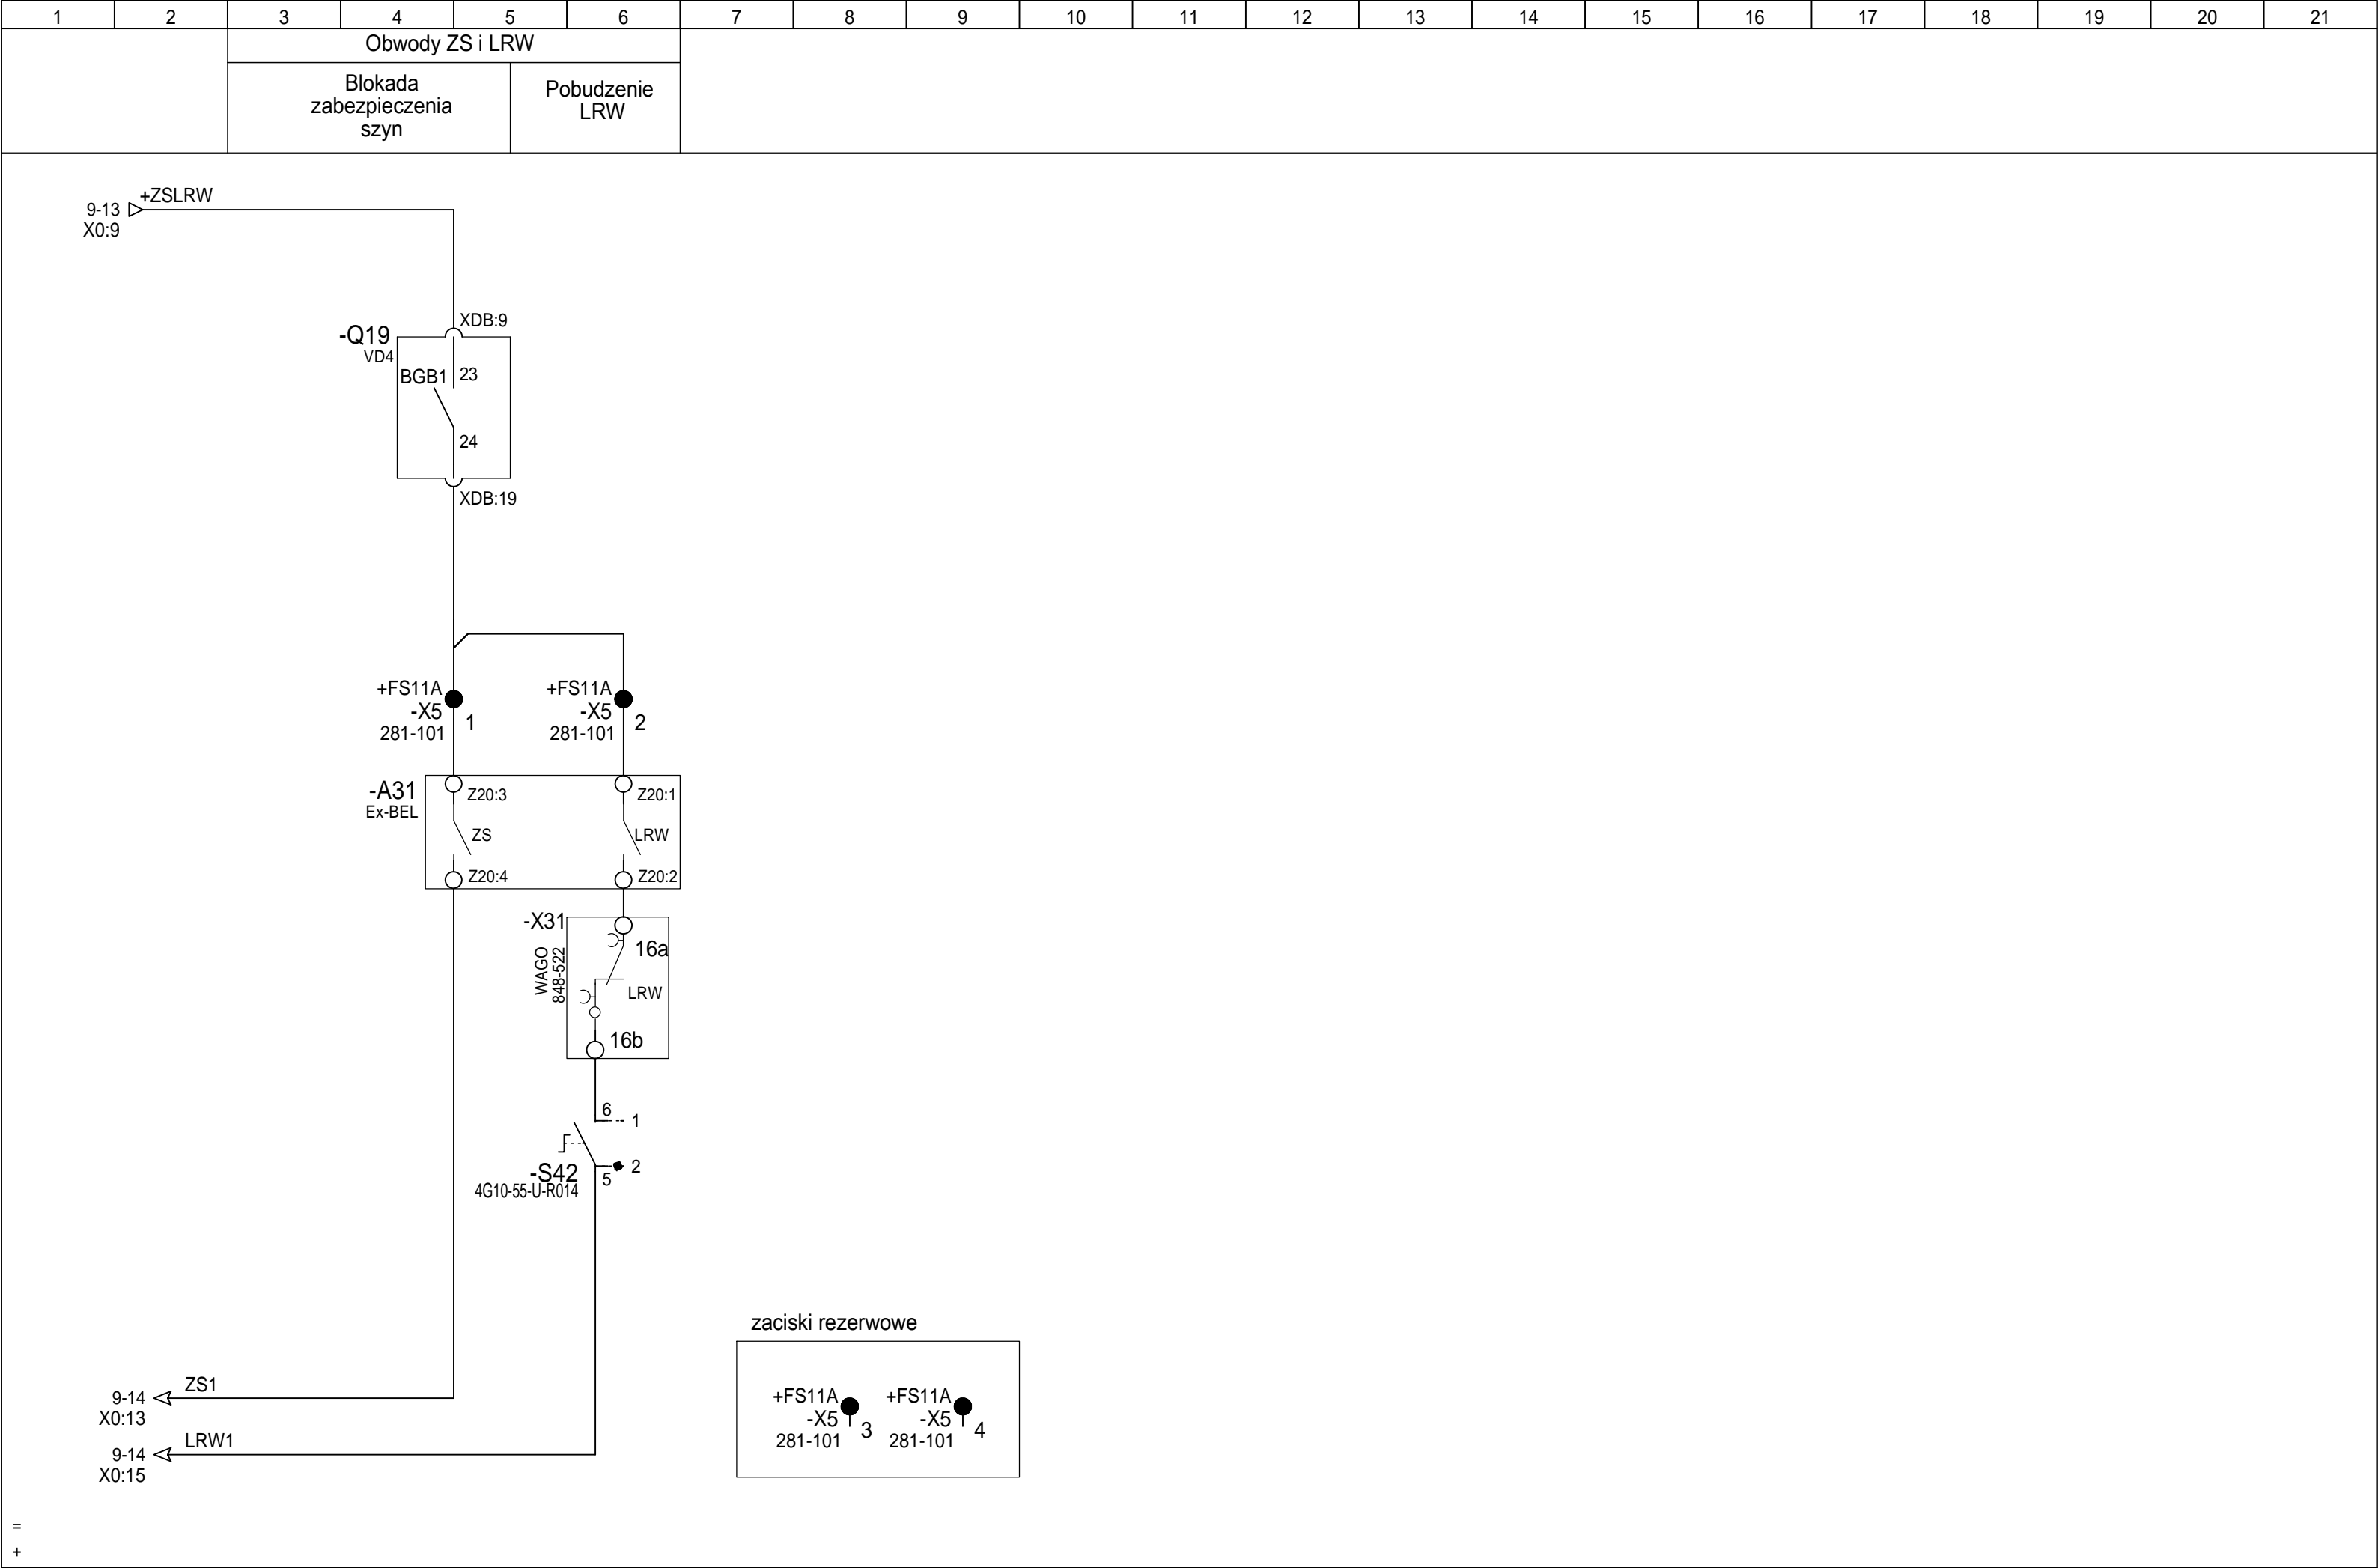 1 2 3 4 5 6 7 8 9 10 11 12 13 14 15 16 17 18 19 20 21
Obwody ZS i LRW
Blokada
zabezpieczenia
szyn
Pobudzenie
LRW
+ZSLRW
9-13
X0:9
XDB:9
-Q19
VD4
BGB1
23
24
XDB:19
+FS11A
-X5
281-101
1
+FS11A
-X5
281-101
2
-A31
Ex-BEL
Z20:3
ZS
Z20:4
Z20:1
LRW
Z20:2
-X31
WAGO
848-522
16a
LRW
16b
6
1
2
5
-S42
4G10-55-U-R014
zaciski rezerwowe
+FS11A
-X5
281-101
3
+FS11A
-X5
281-101
4
ZS1
9-14
X0:13
LRW1
9-14
X0:15
=
+